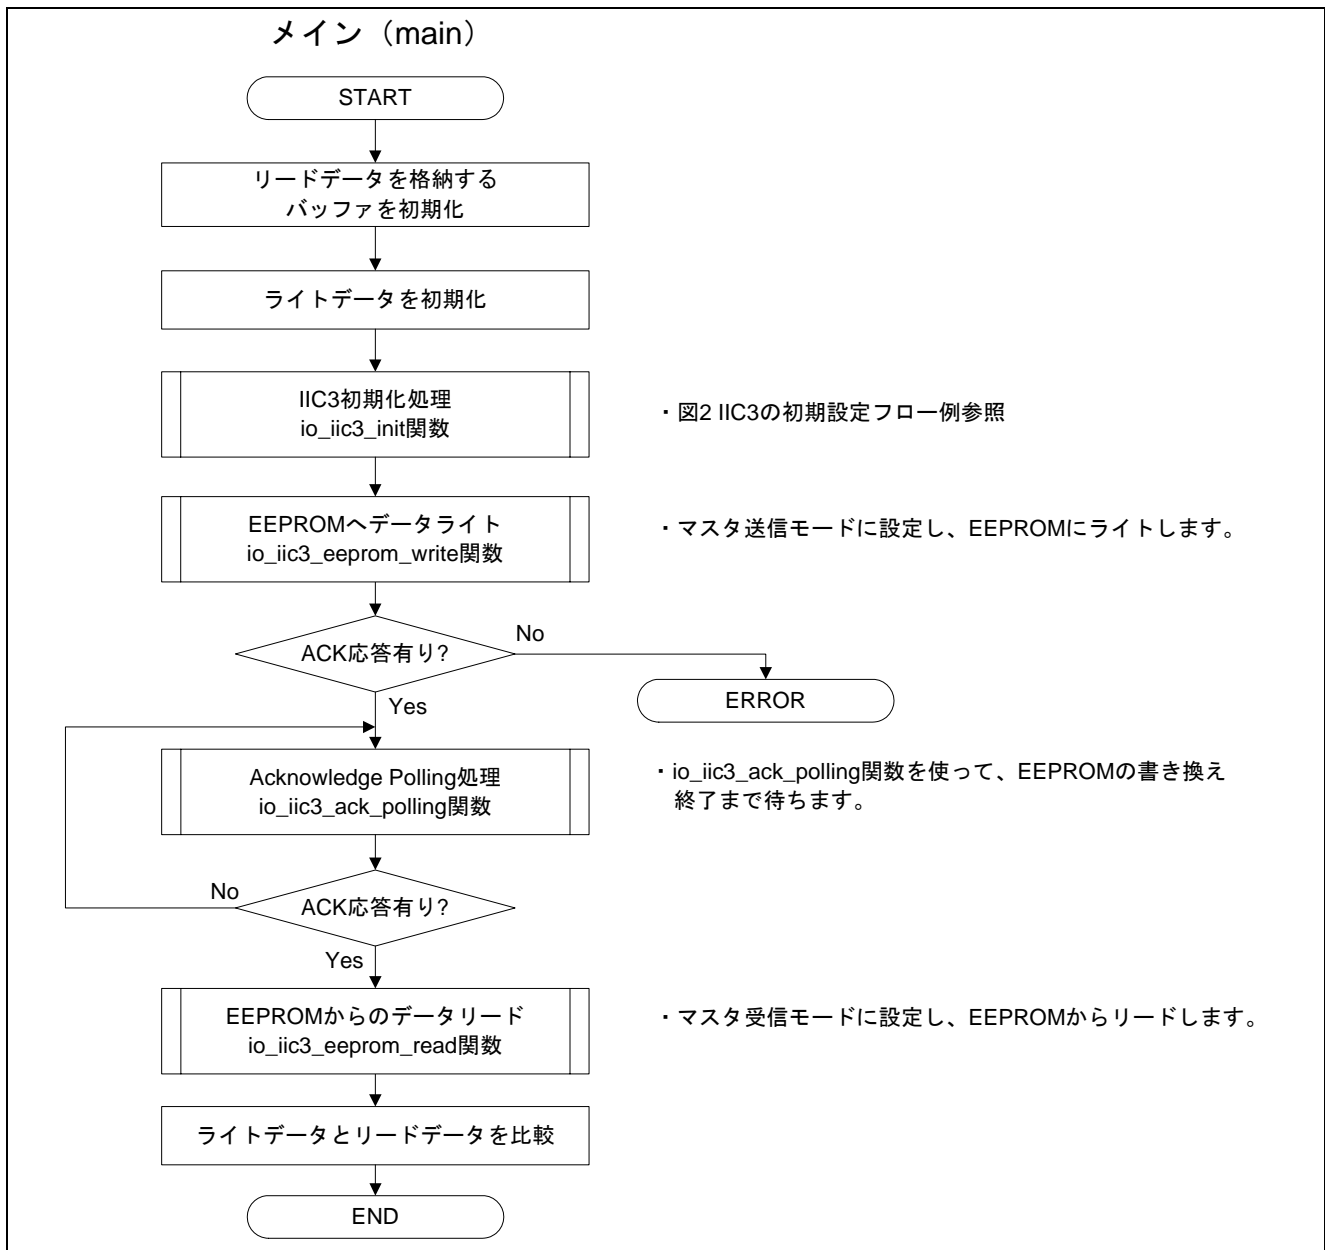 メイン（main）
START
リードデータを格納する
バッファを初期化
ライトデータを初期化
IIC3初期化処理
io_iic3_init関数
・図2 IIC3の初期設定フロー例参照
EEPROMへデータライト
io_iic3_eeprom_write関数
・マスタ送信モードに設定し、EEPROMにライトします。
ACK応答有り?
No
ERROR
Yes
Acknowledge Polling処理
io_iic3_ack_polling関数
・io_iic3_ack_polling関数を使って、EEPROMの書き換え
終了まで待ちます。
No
ACK応答有り?
Yes
EEPROMからのデータリード
io_iic3_eeprom_read関数
・マスタ受信モードに設定し、EEPROMからリードします。
ライトデータとリードデータを比較
END